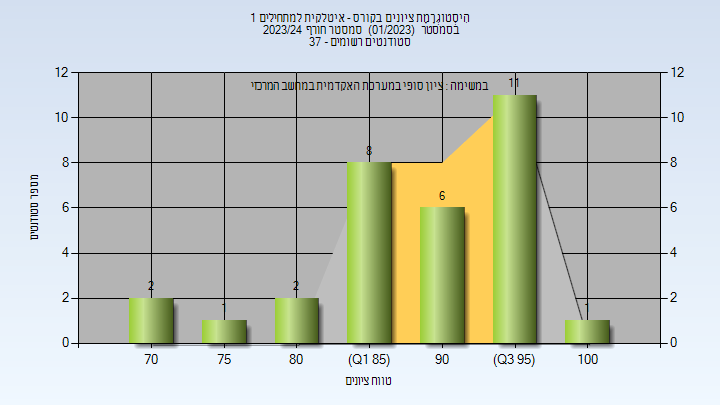 היסטוגרמת ציונים בקורס - איטלקית למתחילים 1
בסמסטר (01/2023) סמסטר חורף 2023/24
סטודנטים רשומים - 37
במשימה : ציון סופי במערכת האקדמית במחשב המרכזי
12 12
10 10
8 8
6 6
4 4
2 2
0 0
2 1 2 8 6 11 1
מספר סטודנטים
70 75 80 (Q1 85) 90 (Q3 95) 100
טווח ציונים